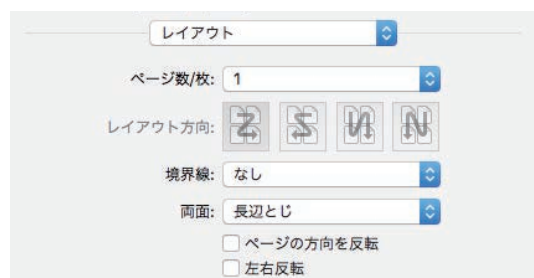 レイアウト
ページ数/枚: 1
レイアウト方向:
境界線: なし
両面: 長辺とじ
ページの方向を反転
左右反転